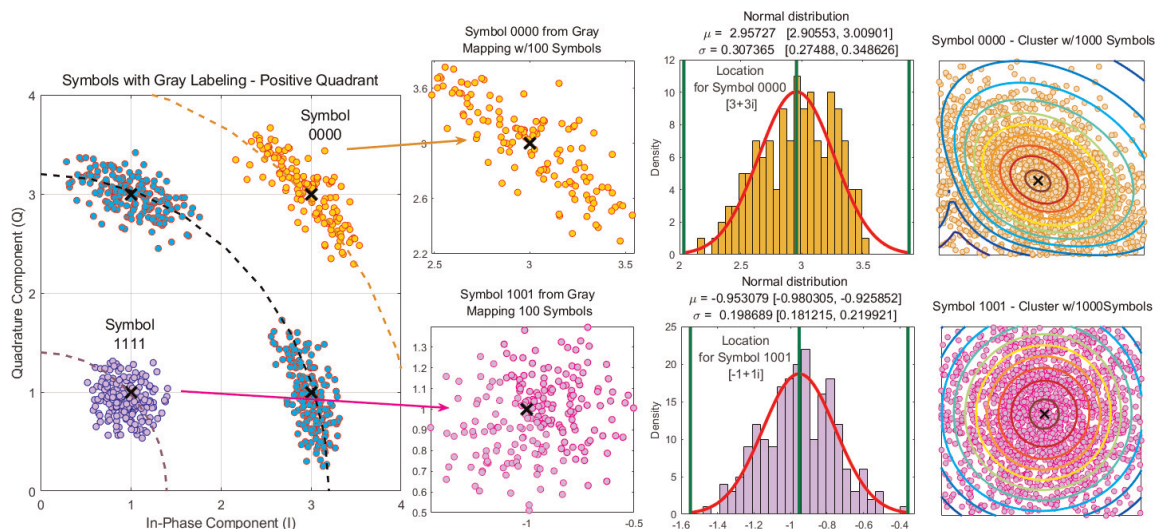 Symbols with Gray Labeling - Positive Quadrant
Quadrature Component (Q)
4
3
2
1
0
0 1 2 3 4
In-Phase Component (I)
Symbol
0000
Symbol
1111
Symbol 0000 from Gray
Mapping w/100 Symbols
3.6
3
2.6
2.2
2.5 3 3.5
Normal distribution
μ = 2.95727 [2.90553, 3.00901]
σ = 0.307365 [0.27488, 0.348626]
Location
for Symbol 0000
[3+3i]
Density
12
10
8
6
4
2
0
2 2.5 3 3.5
Symbol 0000 - Cluster w/1000 Symbols
Symbol 1001 from Gray
Mapping 100 Symbols
1.5
1.4
1.3
1.2
1.1
1
0.9
0.8
0.7
0.6
0.5
-1 -0.5
Normal distribution
μ = -0.953079 [-0.980305, -0.925852]
σ = 0.198689 [0.181215, 0.219921]
Location
for Symbol 1001
[-1+1i]
Density
25
20
15
10
5
0
-1.6 -1.4 -1.2 -1 -0.8 -0.6 -0.4
Symbol 1001 - Cluster w/1000Symbols